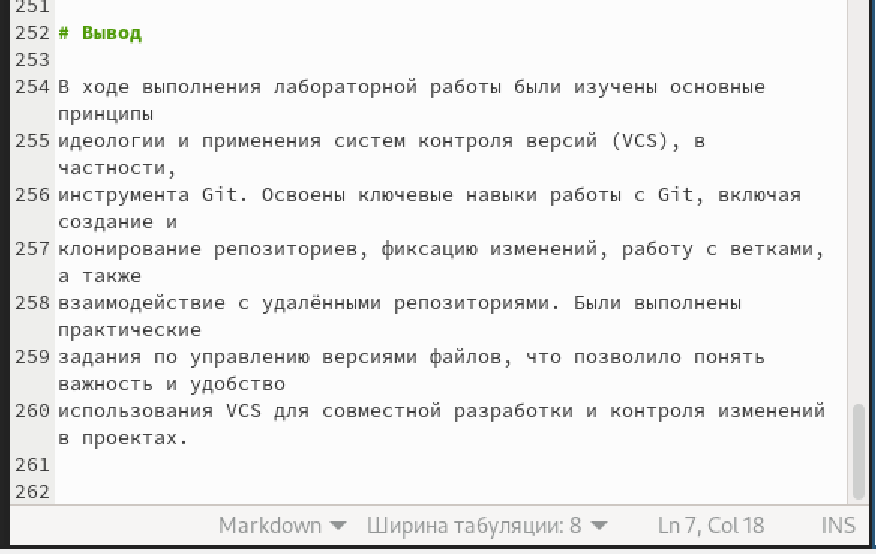 251
252 # Вывод
253
254 В ходе выполнения лабораторной работы были изучены основные
принципы
255 идеологии и применения систем контроля версий (VCS), в
частности,
256 инструмента Git. Освоены ключевые навыки работы с Git, включая
создание и
257 клонирование репозиториев, фиксацию изменений, работу с ветками,
а также
258 взаимодействие с удалёнными репозиториями. Были выполнены
практические
259 задания по управлению версиями файлов, что позволило понять
важность и удобство
260 использования VCS для совместной разработки и контроля изменений
в проектах.
261
262
Markdown Ширина табуляции: 8 Ln 7, Col 18 INS